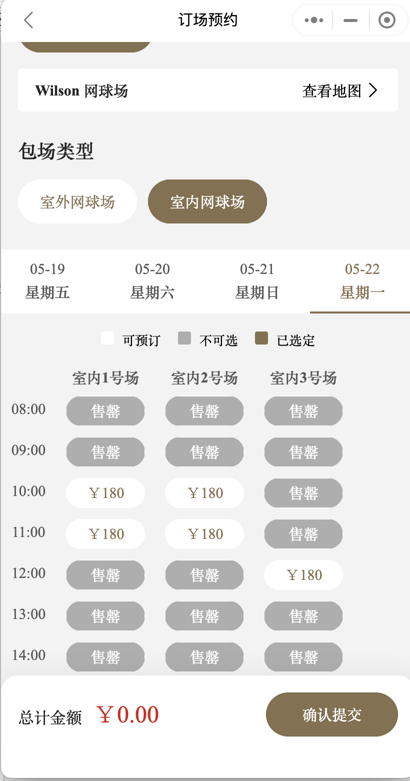 订场预约
Wilson 网球场 查看地图
包场类型
室外网球场 室内网球场
05-19 05-20 05-21 05-22
星期五 星期六 星期日 星期一
可预订 不可选 已选定
室内1号场 室内2号场 室内3号场
08:00 售罄 售罄 售罄
09:00 售罄 售罄 售罄
10:00 ￥180 ￥180 售罄
11:00 ￥180 ￥180 售罄
12:00 售罄 售罄 ￥180
13:00 售罄 售罄 售罄
14:00 售罄 售罄 售罄
总计金额 ￥0.00 确认提交